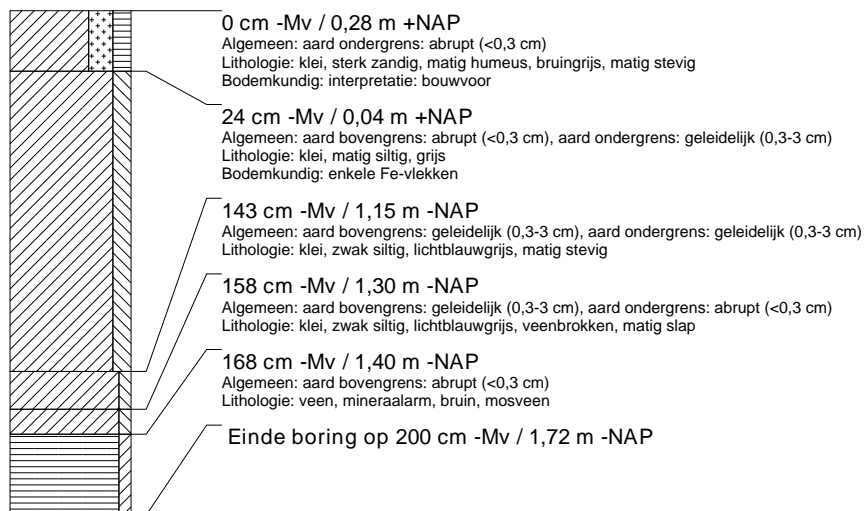 0 cm -Mv / 0,28 m +NAP
Algemeen: aard ondergrens: abrupt (<0,3 cm)
Lithologie: klei, sterk zandig, matig humeus, bruingrijs, matig stevig
Bodemkundig: interpretatie: bouwvoor
24 cm -Mv / 0,04 m +NAP
Algemeen: aard bovengrens: abrupt (<0,3 cm), aard ondergrens: geleidelijk (0,3-3 cm)
Lithologie: klei, matig siltig, grijs
Bodemkundig: enkele Fe-vlekken
143 cm -Mv / 1,15 m -NAP
Algemeen: aard bovengrens: geleidelijk (0,3-3 cm), aard ondergrens: geleidelijk (0,3-3 cm)
Lithologie: klei, zwak siltig, lichtblauwgrijs, matig stevig
158 cm -Mv / 1,30 m -NAP
Algemeen: aard bovengrens: geleidelijk (0,3-3 cm), aard ondergrens: abrupt (<0,3 cm)
Lithologie: klei, zwak siltig, lichtblauwgrijs, veenbrokken, matig slap
168 cm -Mv / 1,40 m -NAP
Algemeen: aard bovengrens: abrupt (<0,3 cm)
Lithologie: veen, mineraalarm, bruin, mosveen
Einde boring op 200 cm -Mv / 1,72 m -NAP